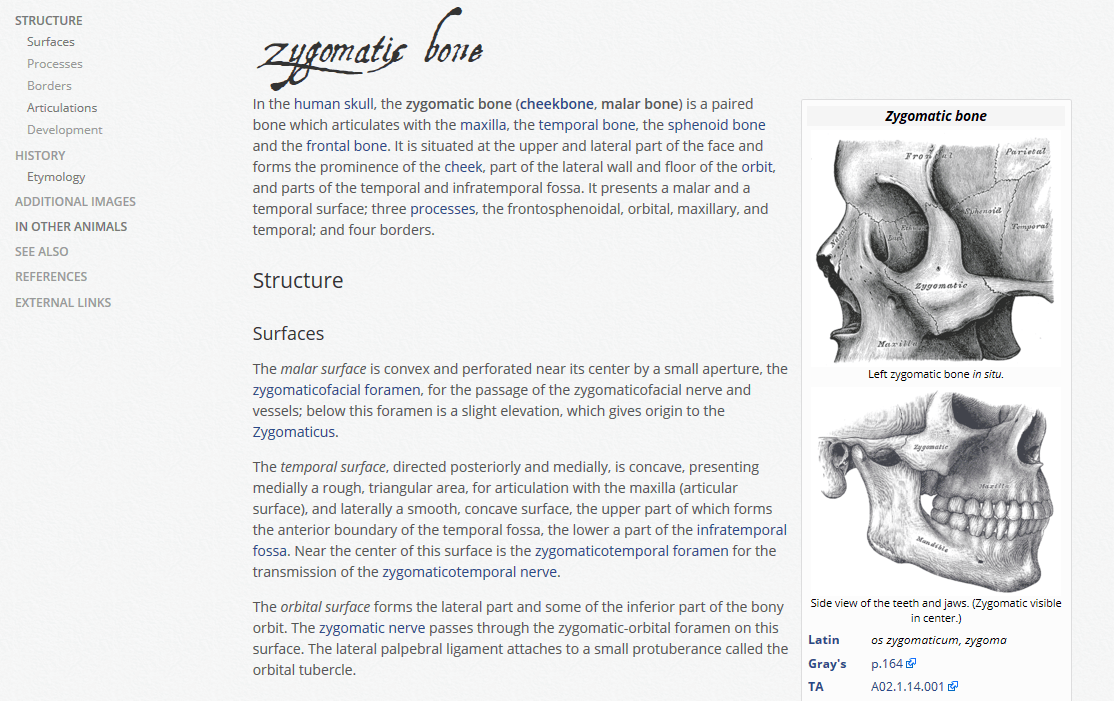 STRUCTURE
Surfaces
Processes
Borders
Articulations
Development
HISTORY
Etymology
ADDITIONAL IMAGES
IN OTHER ANIMALS
SEE ALSO
REFERENCES
EXTERNAL LINKS
zygomatic bone
In the human skull, the zygomatic bone (cheekbone, malar bone) is a paired
bone which articulates with the maxilla, the temporal bone, the sphenoid bone
and the frontal bone. It is situated at the upper and lateral part of the face and
forms the prominence of the cheek, part of the lateral wall and floor of the orbit,
and parts of the temporal and infratemporal fossa. It presents a malar and a
temporal surface; three processes, the frontosphenoidal, orbital, maxillary, and
temporal; and four borders.
Structure
Surfaces
The malar surface is convex and perforated near its center by a small aperture, the
zygomaticofacial foramen, for the passage of the zygomaticofacial nerve and
vessels; below this foramen is a slight elevation, which gives origin to the
Zygomaticus.
The temporal surface, directed posteriorly and medially, is concave, presenting
medially a rough, triangular area, for articulation with the maxilla (articular
surface), and laterally a smooth, concave surface, the upper part of which forms
the anterior boundary of the temporal fossa, the lower a part of the infratemporal
fossa. Near the center of this surface is the zygomaticotemporal foramen for the
transmission of the zygomaticotemporal nerve.
The orbital surface forms the lateral part and some of the inferior part of the bony
orbit. The zygomatic nerve passes through the zygomatic-orbital foramen on this
surface. The lateral palpebral ligament attaches to a small protuberance called the
orbital tubercle.
Zygomatic bone
Frontal
Parietal
Sphenoid
Temporal
Zygomatic
Maxilla
Left zygomatic bone in situ.
Zygomatic
Maxilla
Mandible
Side view of the teeth and jaws. (Zygomatic visible
in center.)
Latin os zygomaticum, zygoma
Gray's p.164
TA A02.1.14.001